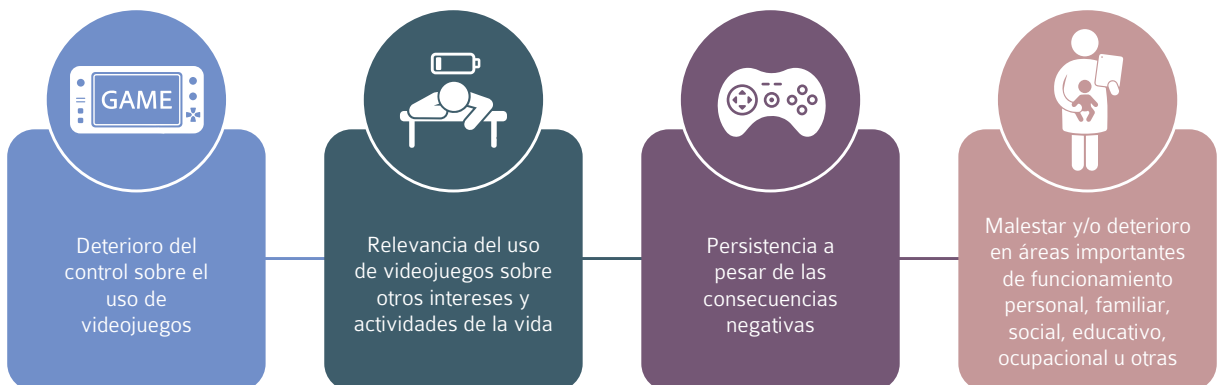 GAME
Deterioro del
control sobre el
uso de
videojuegos
Relevancia del uso
de videojuegos sobre
otros intereses y
actividades de la vida
Persistencia a
pesar de las
consecuencias
negativas
Malestar y/o deterioro
en áreas importantes
de funcionamiento
personal, familiar,
social, educativo,
ocupacional u otras